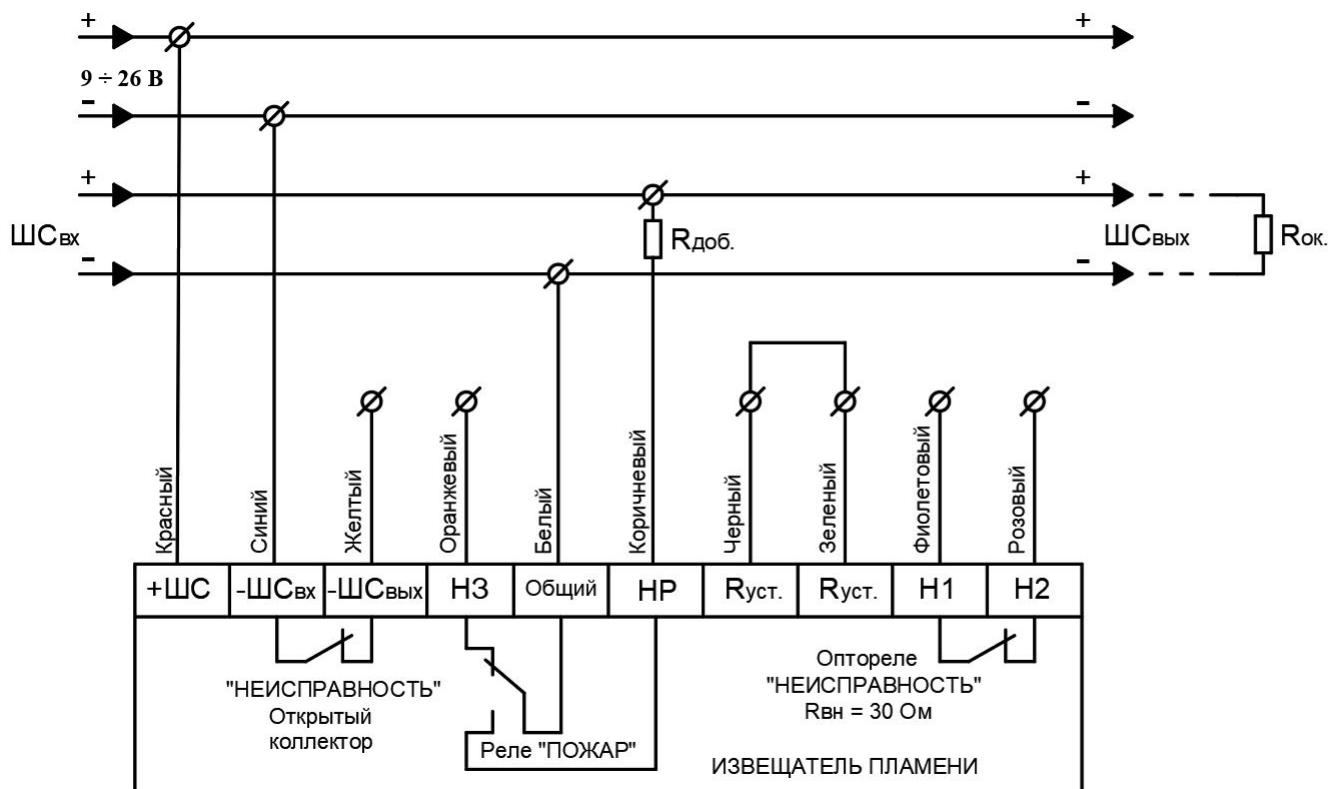 + +
9 ÷ 26 В
- -
+ +
ШСвх Rдоб. ШСвых Rок.
- -
Красный
Синий
Желтый
Оранжевый
Белый
Коричневый
Черный
Зеленый
Фиолетовый
Розовый
+ШС -ШСвх -ШСвых НЗ Общий НР Rуст. Rуст. Н1 Н2
"НЕИСПРАВНОСТЬ"
Открытый
коллектор
Реле "ПОЖАР"
Оптореле
"НЕИСПРАВНОСТЬ"
Rвн = 30 Ом
ИЗВЕЩАТЕЛЬ ПЛАМЕНИ